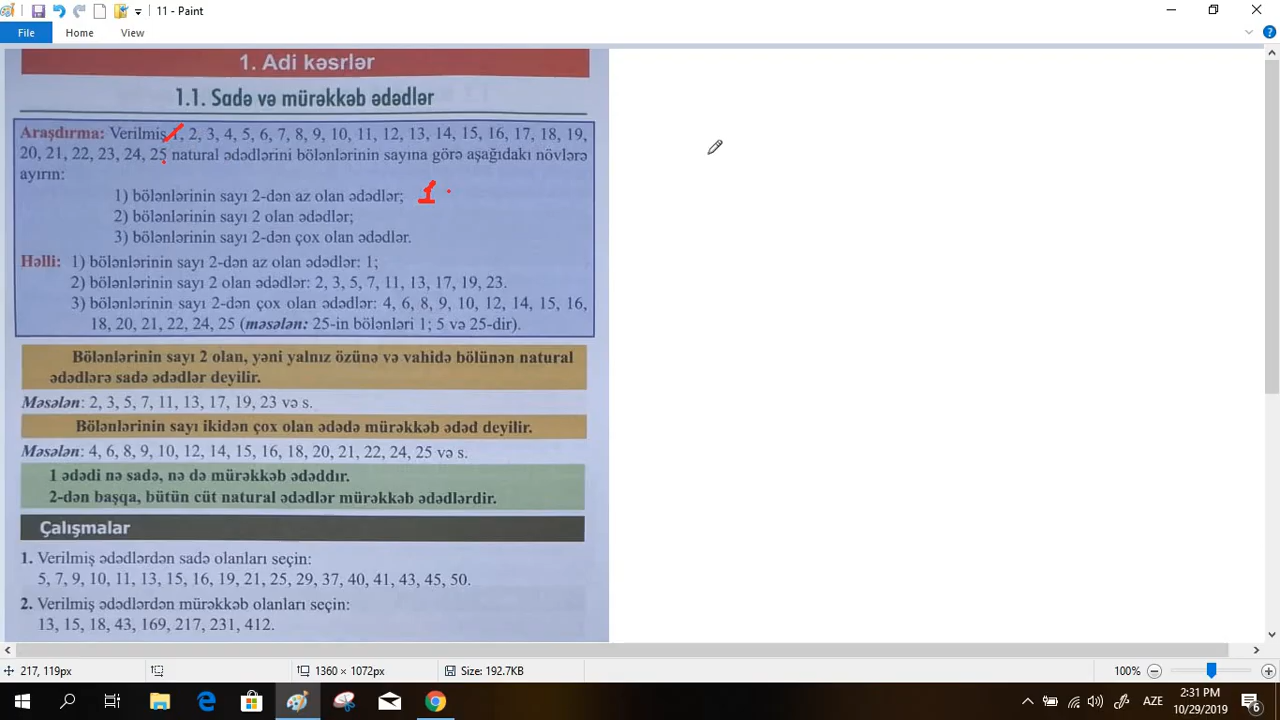 11 - Paint
File Home View
1. Adi kəsrlər
1.1. Sadə və mürəkkəb ədədlər
Araşdırma: Verilmiş 1, 2, 3, 4, 5, 6, 7, 8, 9, 10, 11, 12, 13, 14, 15, 16, 17, 18, 19,
20, 21, 22, 23, 24, 25 natural ədədlərini bölənlərinin sayına görə aşağıdakı növlərə
ayırın:
1) bölənlərinin sayı 2-dən az olan ədədlər; 1
2) bölənlərinin sayı 2 olan ədədlər;
3) bölənlərinin sayı 2-dən çox olan ədədlər.
Həlli: 1) bölənlərinin sayı 2-dən az olan ədədlər: 1;
2) bölənlərinin sayı 2 olan ədədlər: 2, 3, 5, 7, 11, 13, 17, 19, 23.
3) bölənlərinin sayı 2-dən çox olan ədədlər: 4, 6, 8, 9, 10, 12, 14, 15, 16,
18, 20, 21, 22, 24, 25 (məsələn: 25-in bölənləri 1; 5 və 25-dir).
Bölənlərinin sayı 2 olan, yəni yalnız özünə və vahidə bölünən natural
ədədlərə sadə ədədlər deyilir.
Məsələn: 2, 3, 5, 7, 11, 13, 17, 19, 23 və s.
Bölənlərinin sayı ikidən çox olan ədədə mürəkkəb ədəd deyilir.
Məsələn: 4, 6, 8, 9, 10, 12, 14, 15, 16, 18, 20, 21, 22, 24, 25 və s.
1 ədədi nə sadə, nə də mürəkkəb ədəddır.
2-dən başqa, bütün cüt natural ədədlər mürəkkəb ədədlərdir.
Çalışmalar
1. Verilmiş ədədlərdən sadə olanları seçin:
5, 7, 9, 10, 11, 13, 15, 16, 19, 21, 25, 29, 37, 40, 41, 43, 45, 50.
2. Verilmiş ədədlərdən mürəkkəb olanları seçin:
13, 15, 18, 43, 169, 217, 231, 412.
217, 119px 1360 × 1072px Size: 192.7KB 100%
AZE 2:31 PM
10/29/2019 6